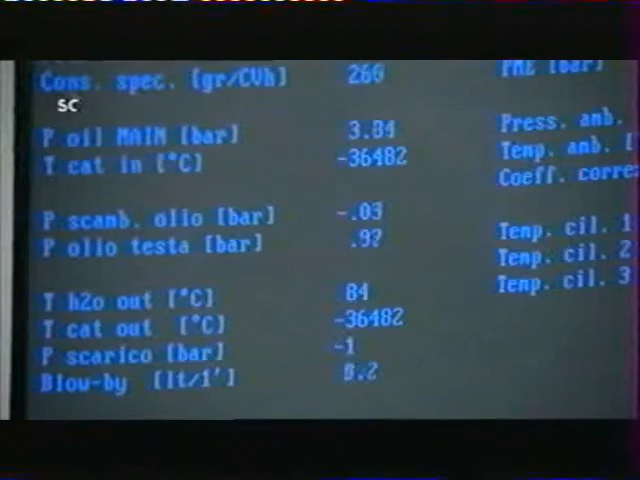 Cons. spec. [gr/CVh] 260 PME [bar]
SC
P oil MAIN [bar] 3.84 Press. amb.
T cat in [°C] -36482 Temp. amb. [
Coeff. corre
P scamb. olio [bar] -.03 Temp. cil. 1
P olio testa [bar] .97 Temp. cil. 2
Temp. cil. 3
T h2o out [°C] 84
T cat out [°C] -36482
P scarico [bar] -1
Blow-by [lt/1']